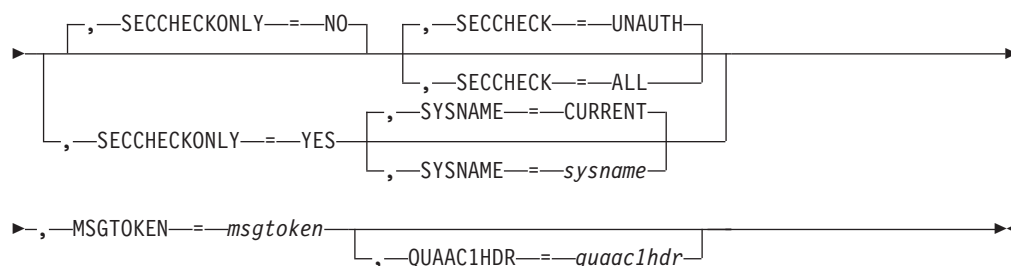 , SECCHECKONLY = NO , SECCHECK = UNAUTH
, SECCHECK = ALL
, SYSNAME = CURRENT
, SECCHECKONLY = YES
, SYSNAME = sysname
, MSGTOKEN = msgtoken
, QUAAC1HDR = quaac1hdr